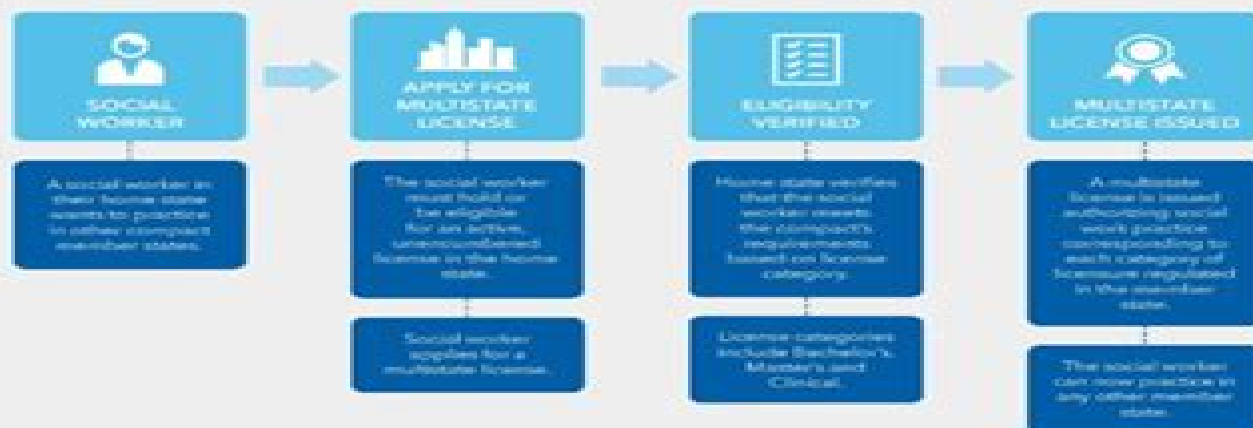 SOCIAL
WORKER
A social worker in
their home state
wants to practice
in other compact
member states.
APPLY FOR
MULTISTATE
LICENSE
The social worker
must hold or
be eligible
for an active,
unencumbered
license in the home
state.
Social worker
applies for a
multistate license.
ELIGIBILITY
VERIFIED
Home state verifies
that the social
worker meets
the compact's
requirements
based on license
category.
License categories
include Bachelor's,
Master's and
Clinical.
MULTISTATE
LICENSE ISSUED
A multistate
license is issued
authorizing social
work practice
corresponding to
each category of
licensure regulated
in the member
state.
The social worker
can now practice in
any other member
state.